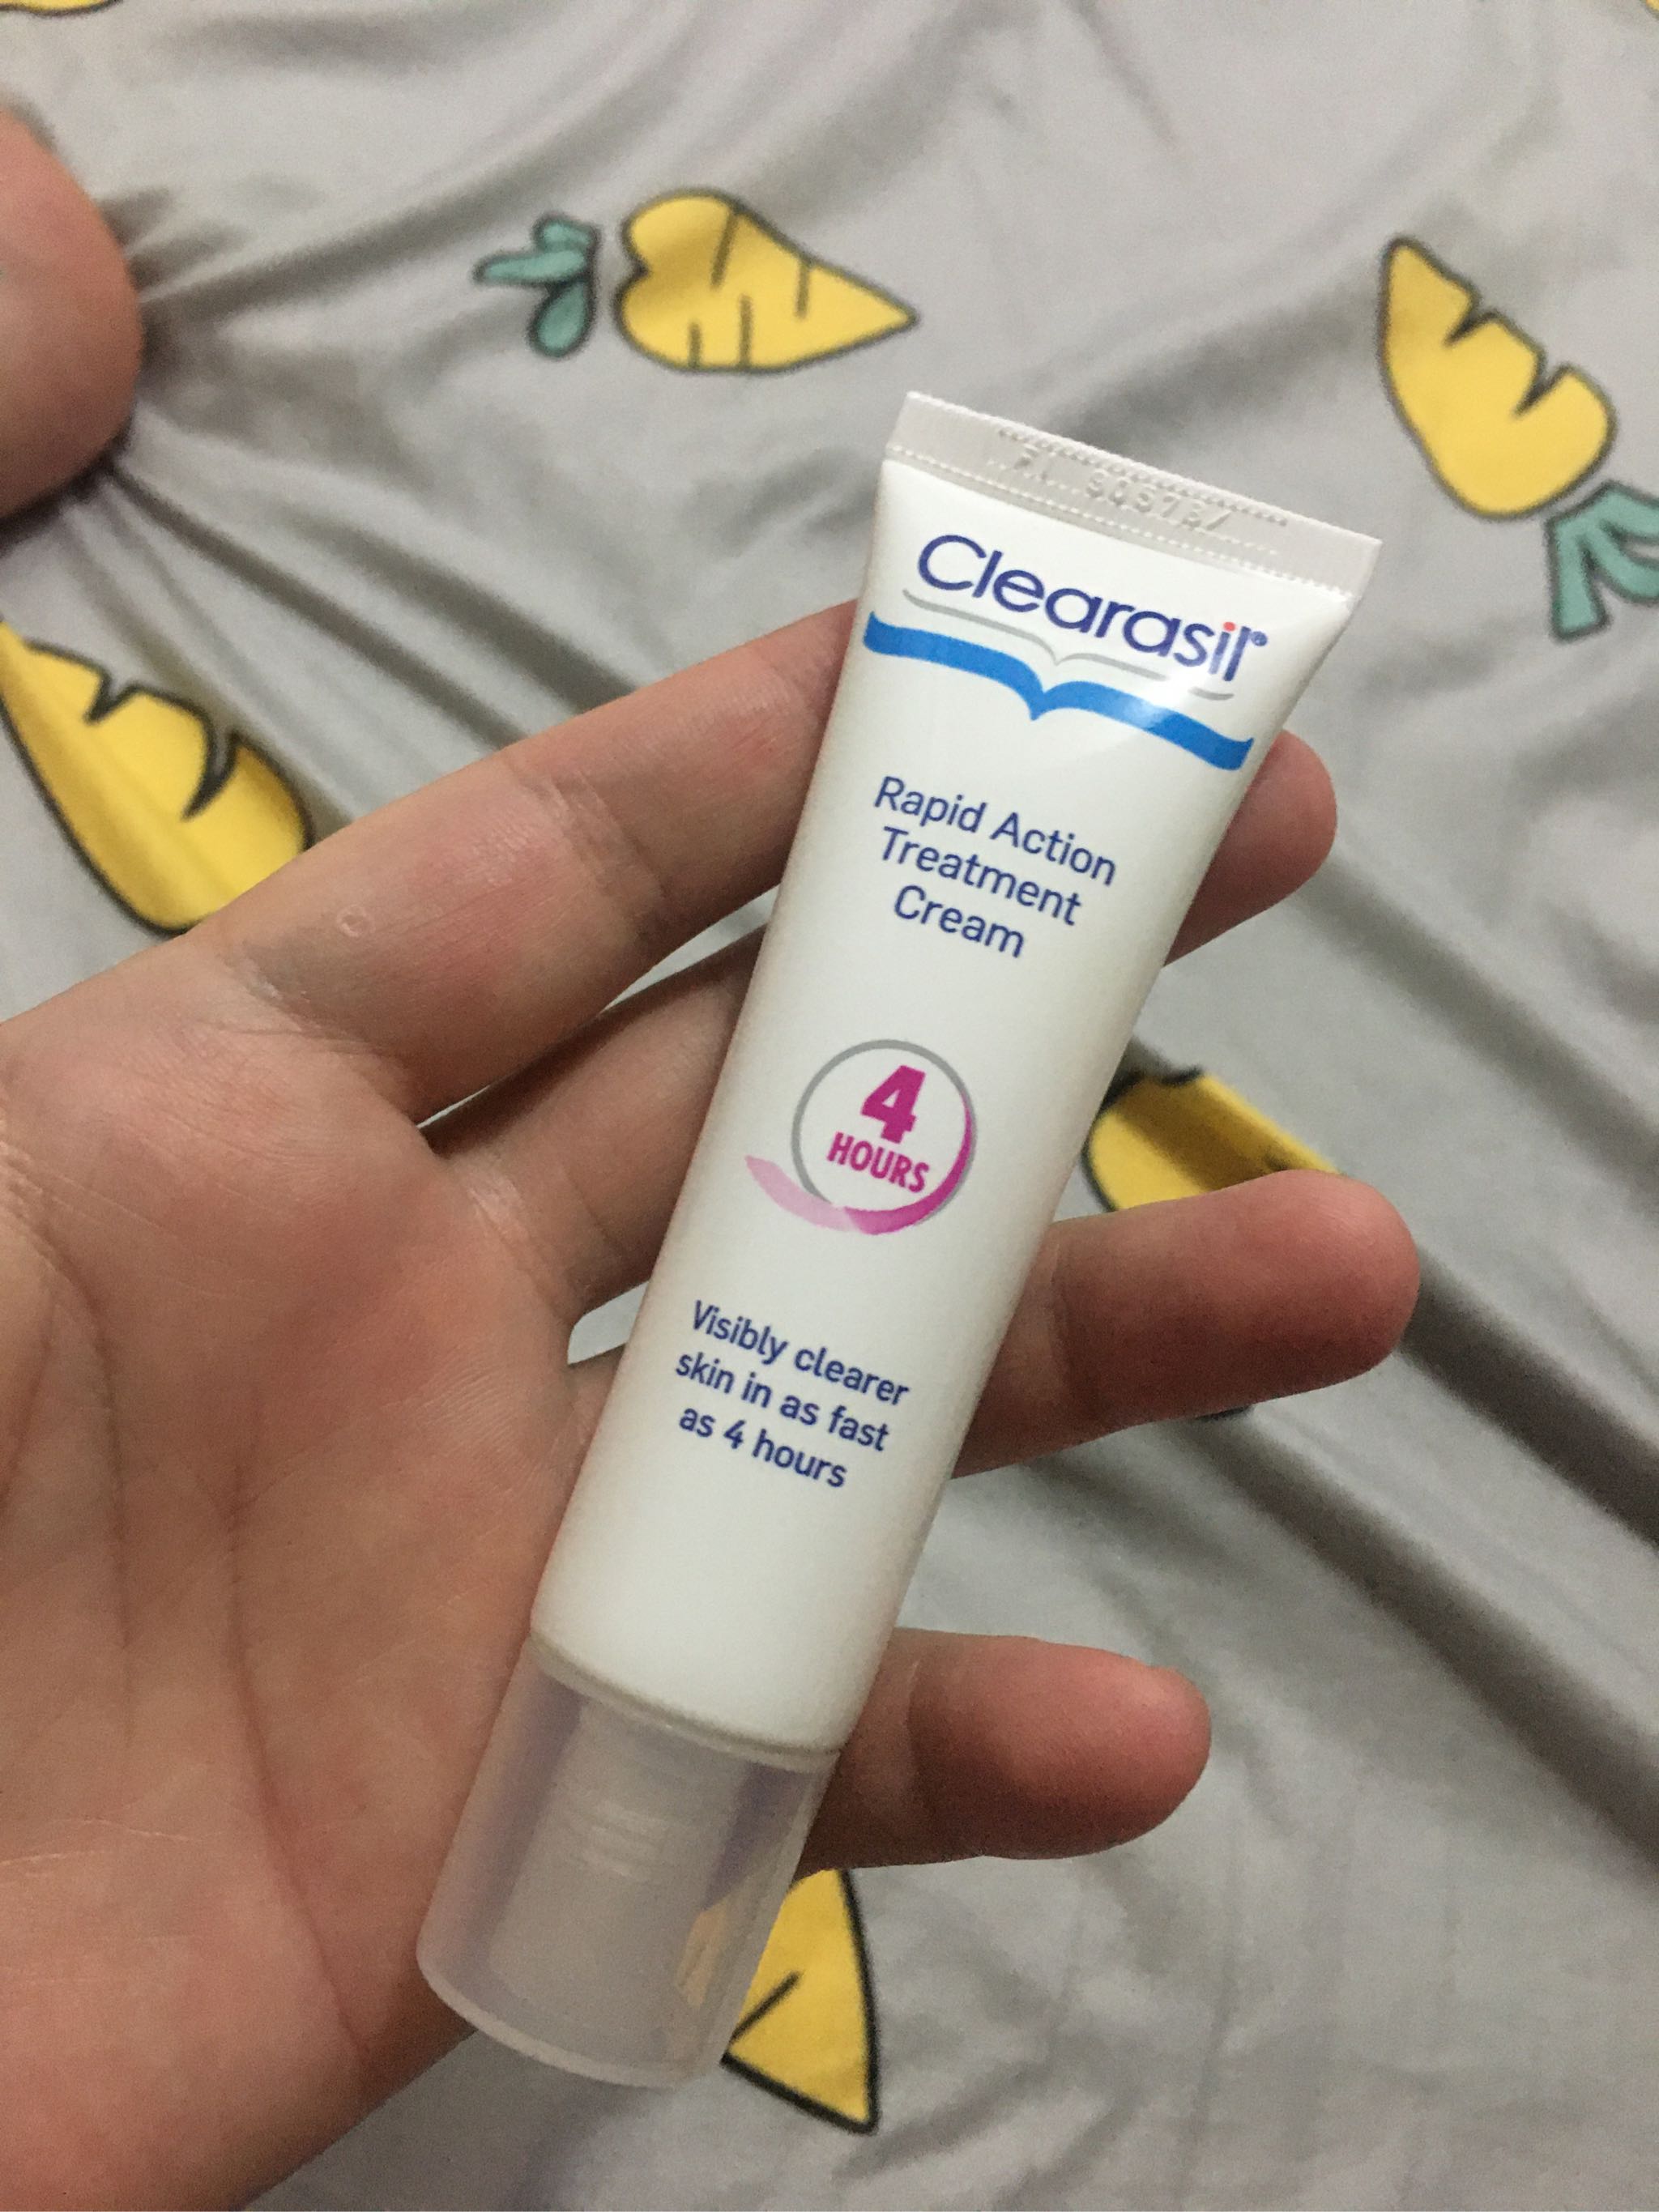 Clearasil®
Rapid Action
Treatment
Cream
4
HOURS
Visibly clearer
skin in as fast
as 4 hours